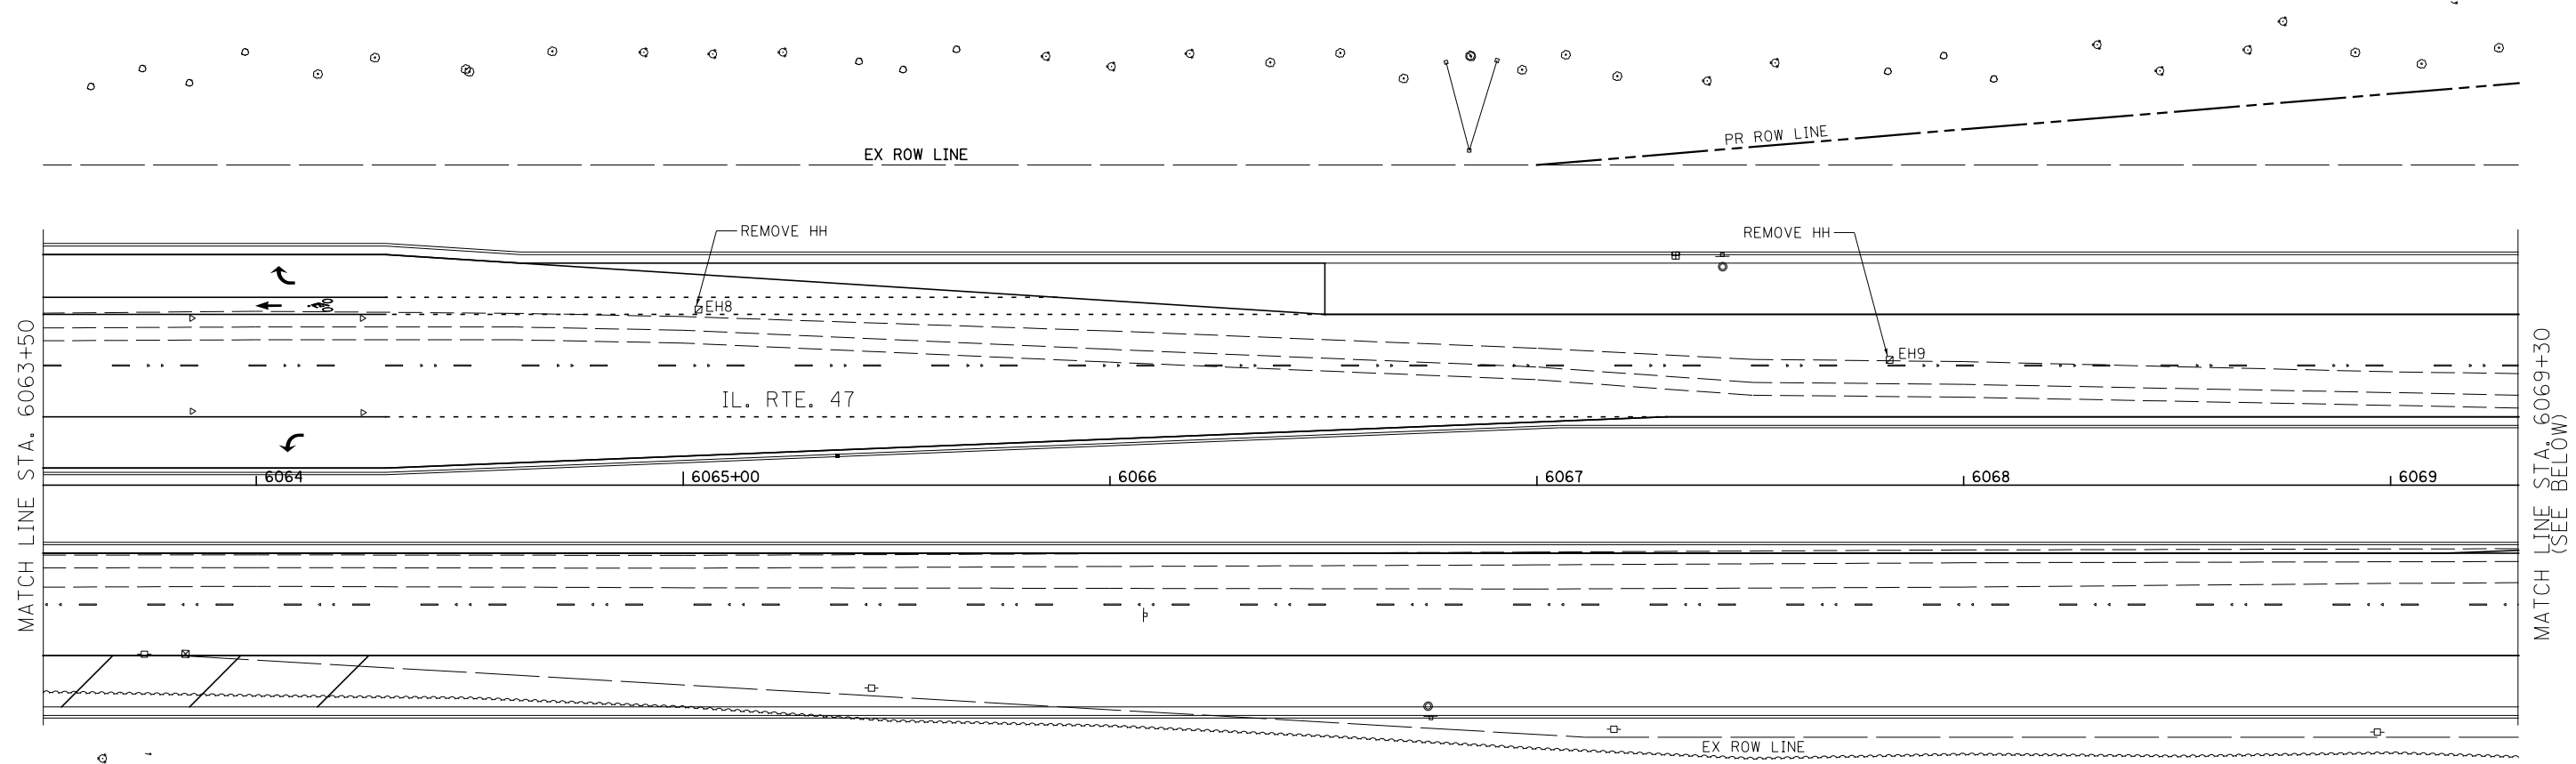 EX ROW LINE
PR ROW LINE
REMOVE HH
REMOVE HH
EH8
EH9
IL. RTE. 47
MATCH LINE STA. 6063+50
MATCH LINE STA. 6069+30
(SEE BELOW)
6064
6065+00
6066
6067
6068
6069
EX ROW LINE